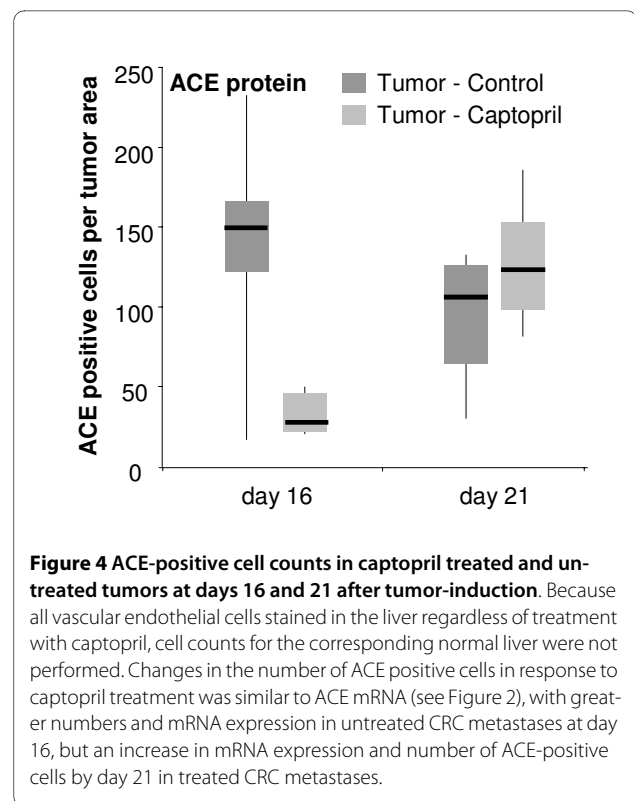 250
ACE protein
Tumor - Control
Tumor - Captopril
200
150
100
50
0
ACE positive cells per tumor area
day 16
day 21
Figure 4 ACE-positive cell counts in captopril treated and un-
treated tumors at days 16 and 21 after tumor-induction. Because
all vascular endothelial cells stained in the liver regardless of treatment
with captopril, cell counts for the corresponding normal liver were not
performed. Changes in the number of ACE positive cells in response to
captopril treatment was similar to ACE mRNA (see Figure 2), with great-
er numbers and mRNA expression in untreated CRC metastases at day
16, but an increase in mRNA expression and number of ACE-positive
cells by day 21 in treated CRC metastases.